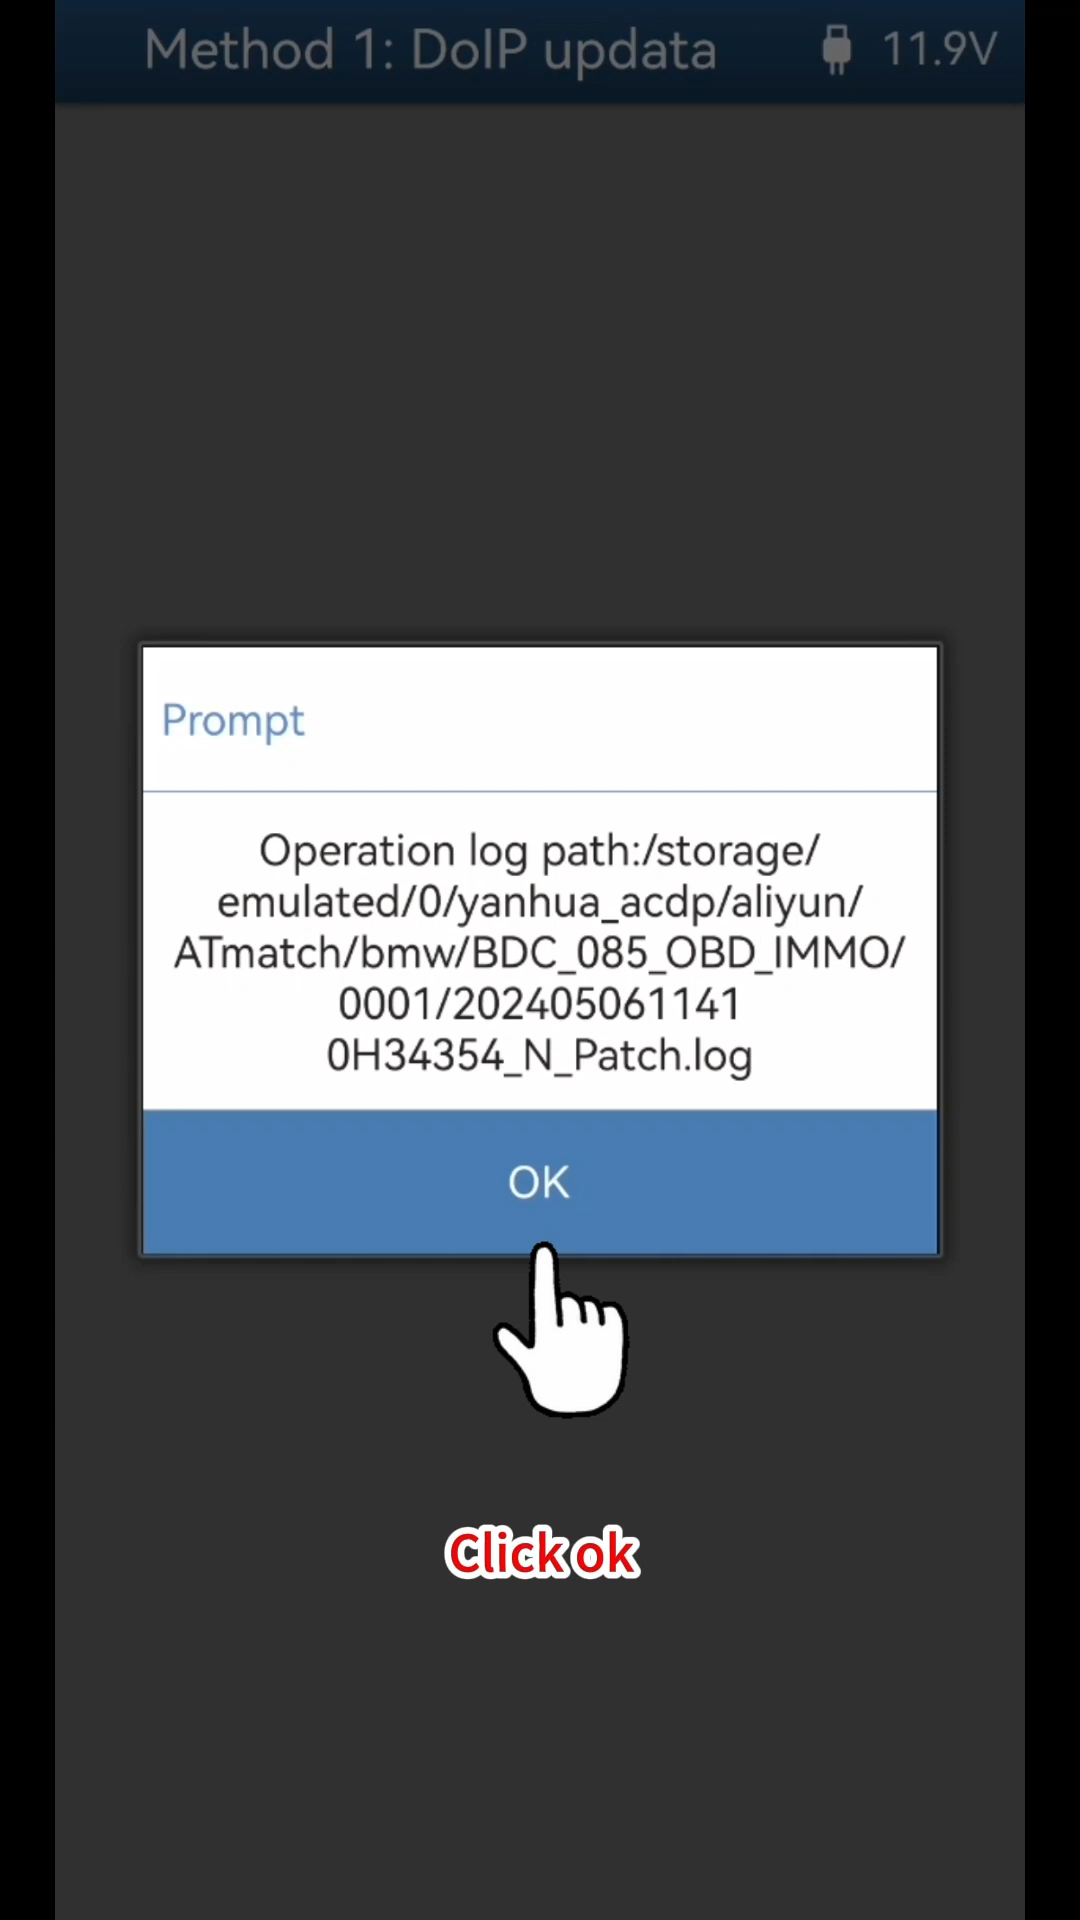 Method 1: DoIP updata
11.9V
Prompt
Operation log path:/storage/
emulated/0/yanhua_acdp/aliyun/
ATmatch/bmw/BDC_085_OBD_IMMO/
0001/202405061141
0H34354_N_Patch.log
OK
Click ok